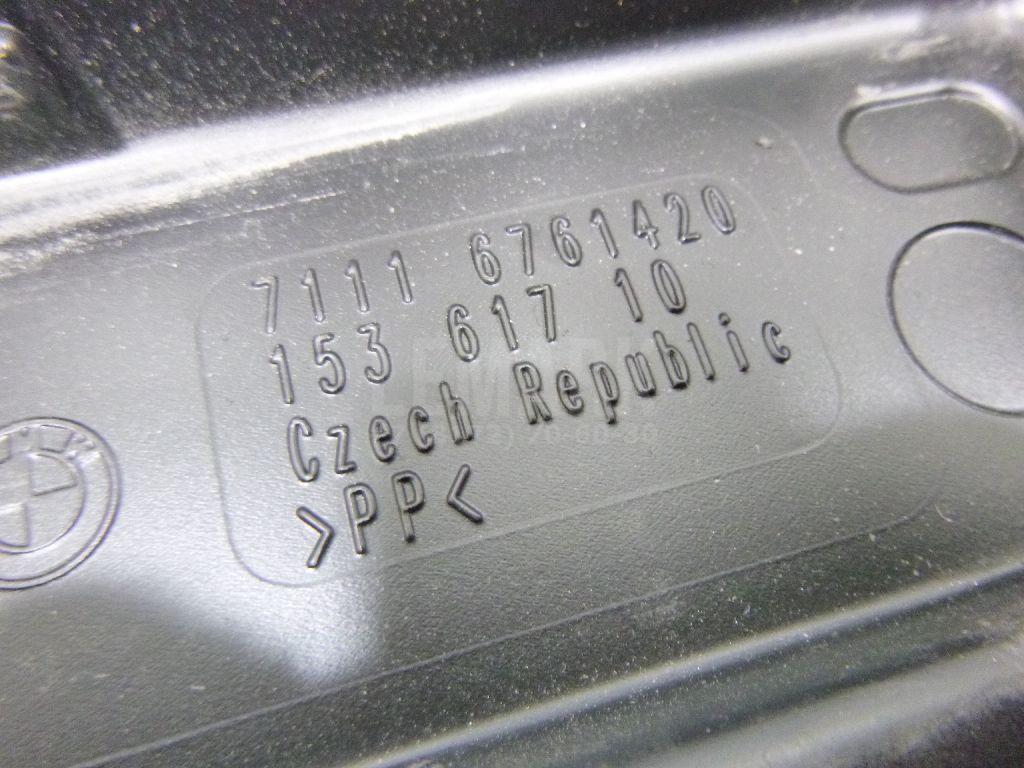 7111 6761420
153 617 10
Czech Republic
>PP<